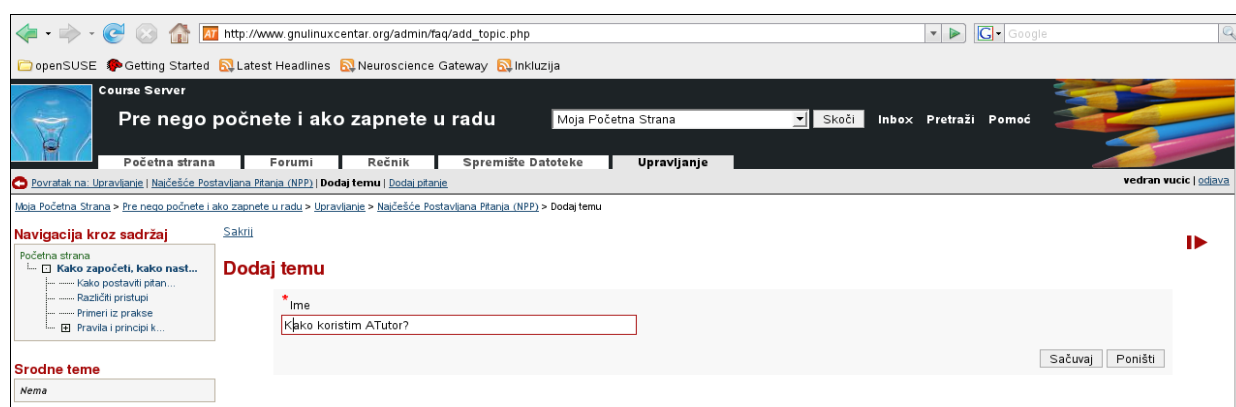 http://www.gnulinuxcentar.org/admin/faq/add_topic.php
G Google
openSUSE Getting Started Latest Headlines Neuroscience Gateway Inkluzija
Course Server
Pre nego počnete i ako zapnete u radu
Moja Početna Strana Skoči Inbox Pretraži Pomoć
Početna strana Forumi Rečnik Spremište Datoteke Upravljanje
Povratak na: Upravljanje | Najčešće Postavljana Pitanja (NPP) | Dodaj temu | Dodaj pitanje
vedran vucic | odjava
Moja Početna Strana > Pre nego počnete i ako zapnete u radu > Upravljanje > Najčešće Postavljana Pitanja (NPP) > Dodaj temu
Navigacija kroz sadržaj
Početna strana
Kako započeti, kako nast...
Kako postaviti pitan...
Različiti pristupi
Primeri iz prakse
Pravila i principi k...
Srodne teme
Nema
Sakrij
Dodaj temu
* Ime
Kako koristim ATutor?
Sačuvaj Poništi